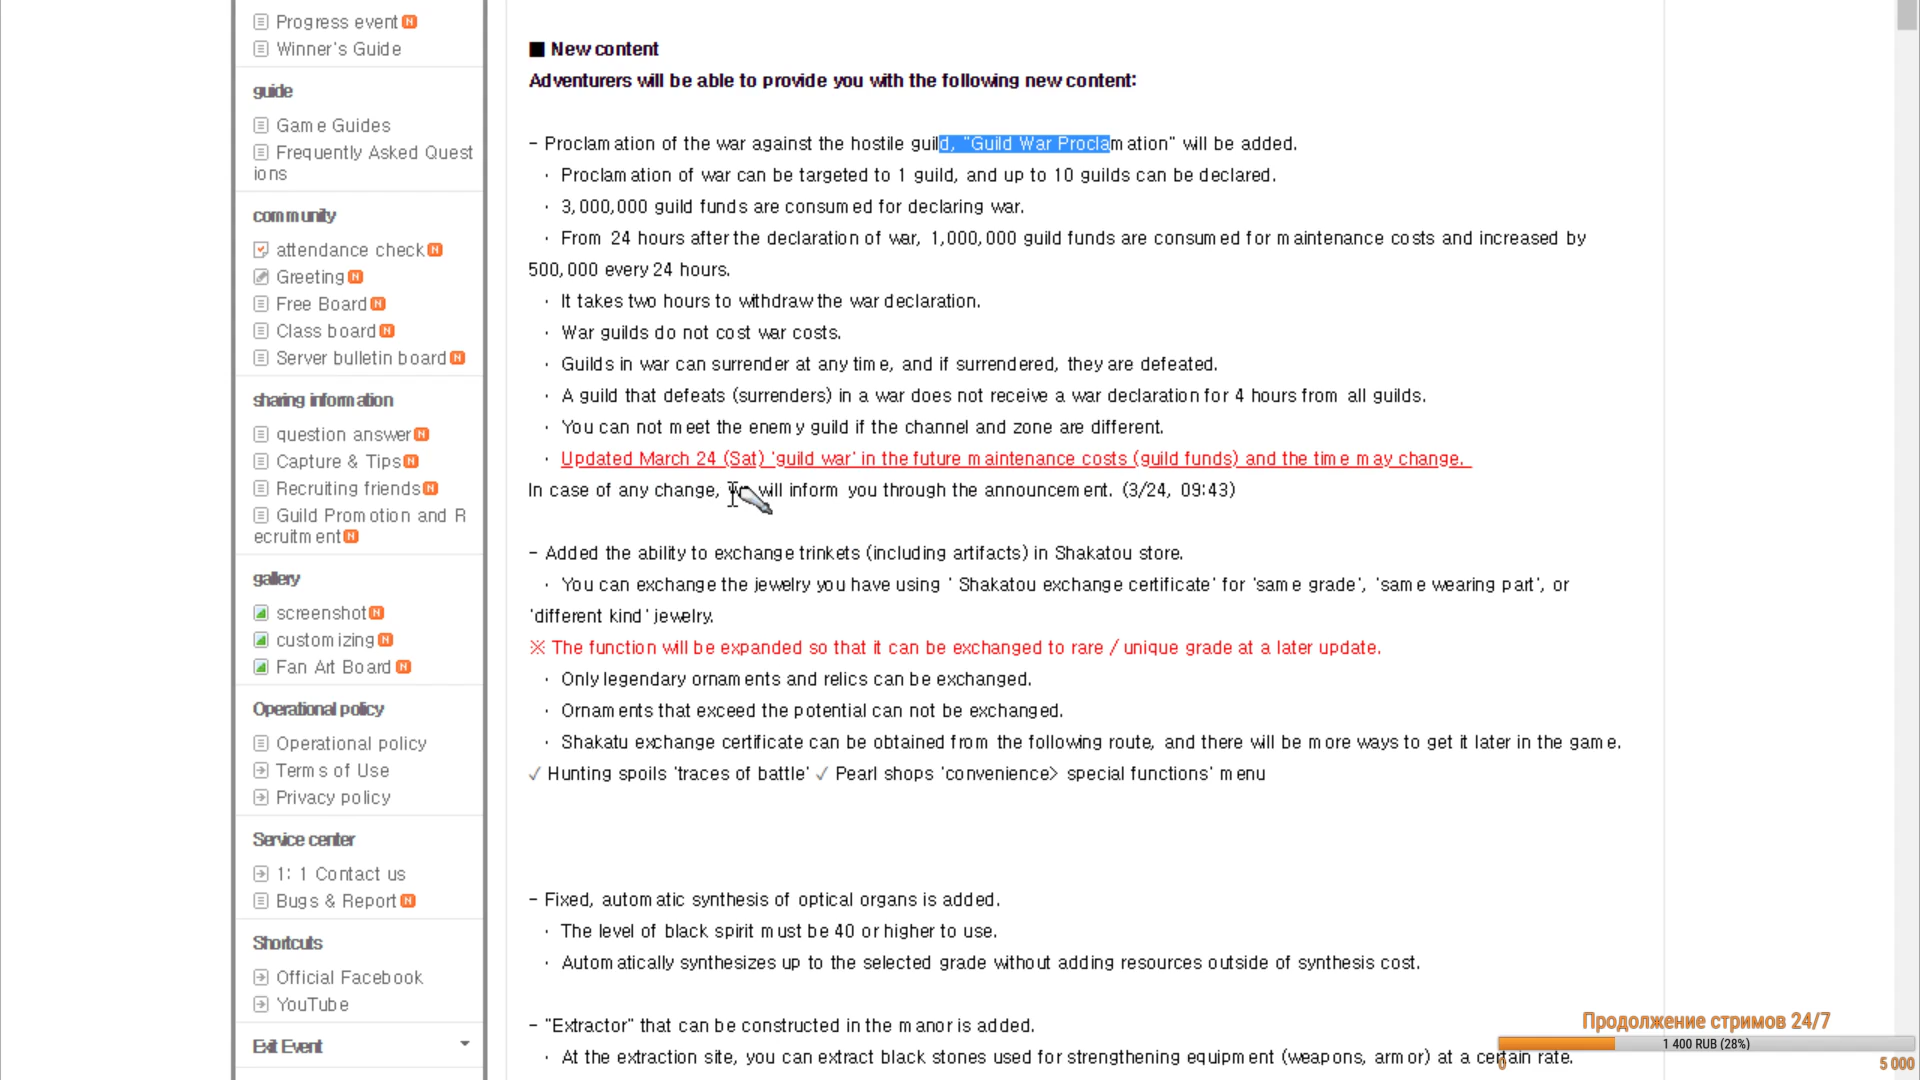 Progress event N
Winner's Guide
guide
Game Guides
Frequently Asked Quest
ions
community
attendance check N
Greeting N
Free Board N
Class board N
Server bulletin board N
sharing information
question answer N
Capture & Tips N
Recruiting friends N
Guild Promotion and R
ecruitment N
gallery
screenshot N
customizing N
Fan Art Board N
Operational policy
Operational policy
Terms of Use
Privacy policy
Service center
1: 1 Contact us
Bugs & Report N
Shortcuts
Official Facebook
YouTube
Exit Event
■ New content
Adventurers will be able to provide you with the following new content:
- Proclamation of the war against the hostile guild, "Guild War Proclamation" will be added.
· Proclamation of war can be targeted to 1 guild, and up to 10 guilds can be declared.
· 3,000,000 guild funds are consumed for declaring war.
· From 24 hours after the declaration of war, 1,000,000 guild funds are consumed for maintenance costs and increased by
500,000 every 24 hours.
· It takes two hours to withdraw the war declaration.
· War guilds do not cost war costs.
· Guilds in war can surrender at any time, and if surrendered, they are defeated.
· A guild that defeats (surrenders) in a war does not receive a war declaration for 4 hours from all guilds.
· You can not meet the enemy guild if the channel and zone are different.
· Updated March 24 (Sat) 'guild war' in the future maintenance costs (guild funds) and the time may change.
In case of any change, we will inform you through the announcement. (3/24, 09:43)
- Added the ability to exchange trinkets (including artifacts) in Shakatou store.
· You can exchange the jewelry you have using ' Shakatou exchange certificate' for 'same grade', 'same wearing part', or
'different kind' jewelry.
※ The function will be expanded so that it can be exchanged to rare / unique grade at a later update.
· Only legendary ornaments and relics can be exchanged.
· Ornaments that exceed the potential can not be exchanged.
· Shakatu exchange certificate can be obtained from the following route, and there will be more ways to get it later in the game.
✓ Hunting spoils 'traces of battle' ✓ Pearl shops 'convenience> special functions' menu
- Fixed, automatic synthesis of optical organs is added.
· The level of black spirit must be 40 or higher to use.
· Automatically synthesizes up to the selected grade without adding resources outside of synthesis cost.
- "Extractor" that can be constructed in the manor is added.
· At the extraction site, you can extract black stones used for strengthening equipment (weapons, armor) at a certain rate.
Продолжение стримов 24/7
1 400 RUB (28%)
0
5 000